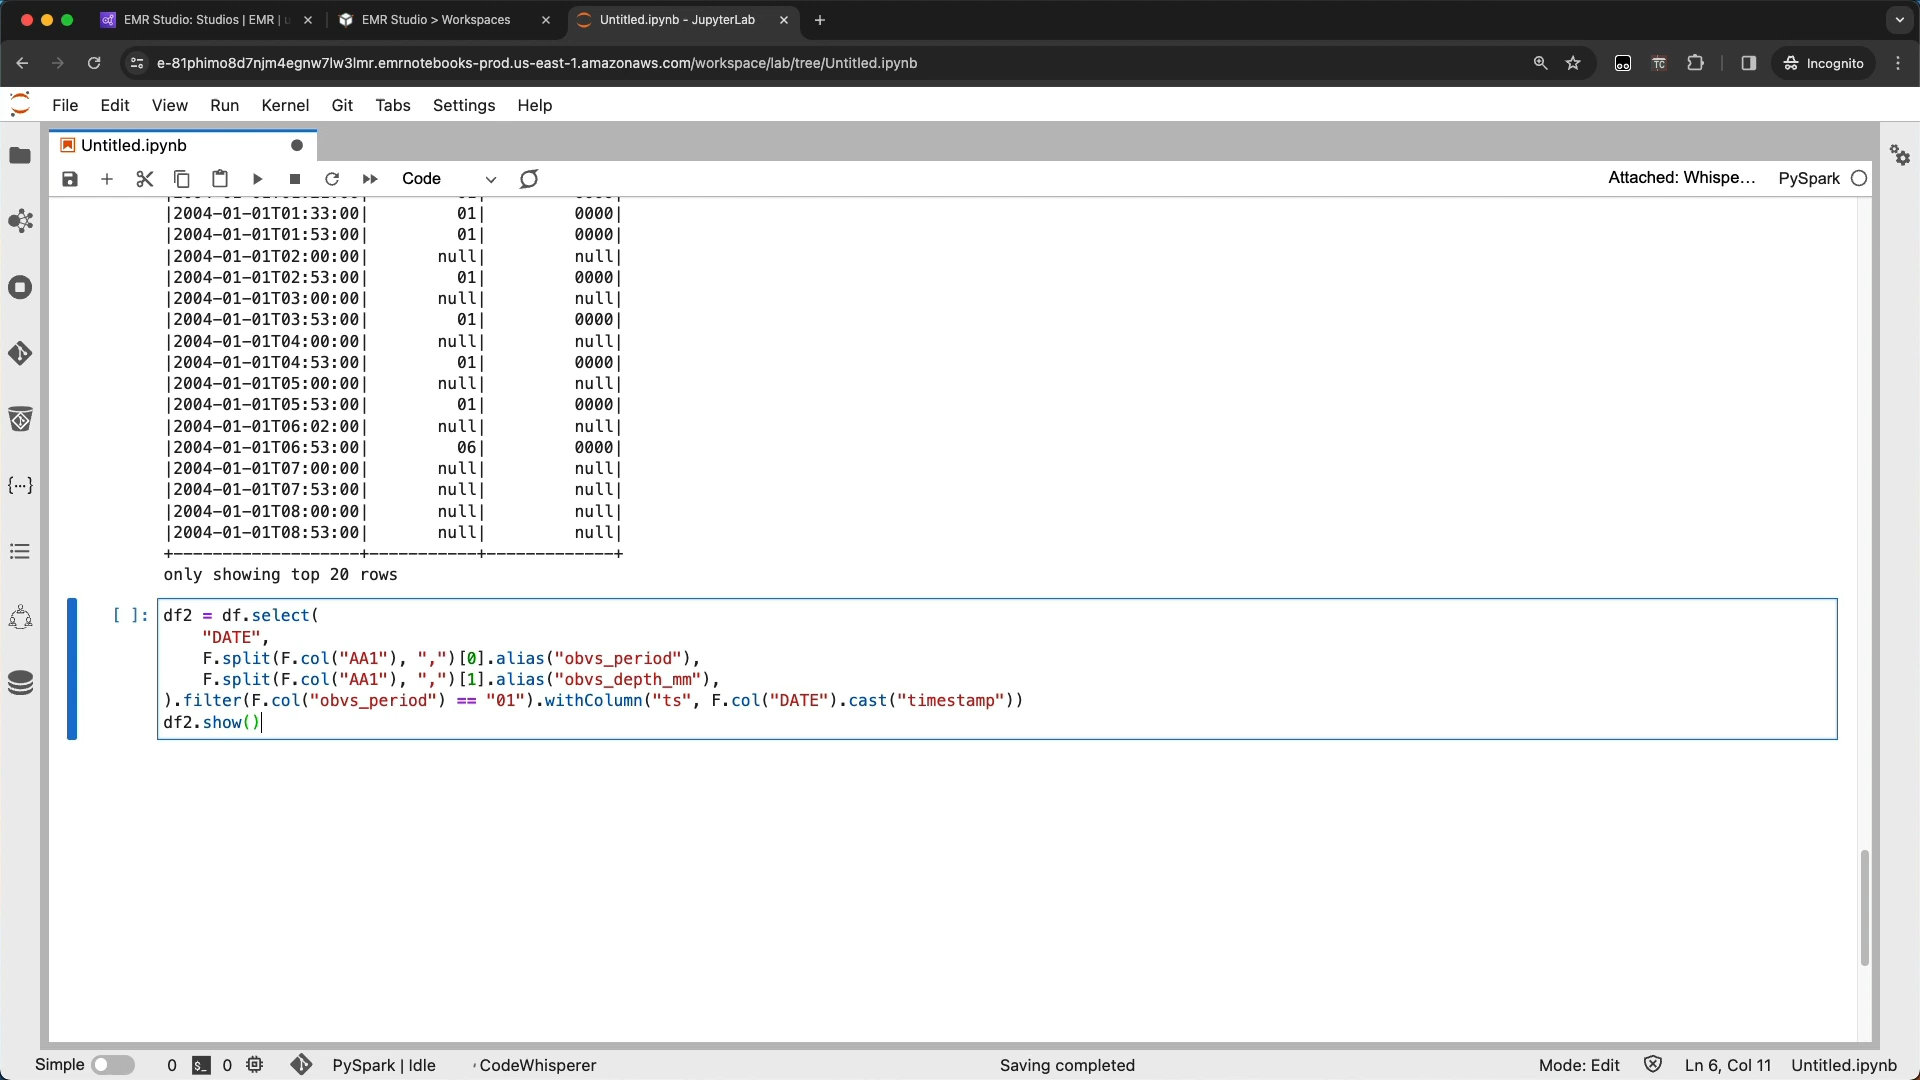 EMR Studio: Studios | EMR |
EMR Studio > Workspaces
Untitled.ipynb - JupyterLab
e-81phimo8d7njm4egnw7lw3lmr.emrnotebooks-prod.us-east-1.amazonaws.com/workspace/lab/tree/Untitled.ipynb
TC
Incognito
File Edit View Run Kernel Git Tabs Settings Help
Untitled.ipynb
Code
Attached: Whispe... PySpark
|2004-01-01T01:33:00| 01| 0000|
|2004-01-01T01:53:00| 01| 0000|
|2004-01-01T02:00:00| null| null|
|2004-01-01T02:53:00| 01| 0000|
|2004-01-01T03:00:00| null| null|
|2004-01-01T03:53:00| 01| 0000|
|2004-01-01T04:00:00| null| null|
|2004-01-01T04:53:00| 01| 0000|
|2004-01-01T05:00:00| null| null|
|2004-01-01T05:53:00| 01| 0000|
|2004-01-01T06:02:00| null| null|
|2004-01-01T06:53:00| 06| 0000|
|2004-01-01T07:00:00| null| null|
|2004-01-01T07:53:00| null| null|
|2004-01-01T08:00:00| null| null|
|2004-01-01T08:53:00| null| null|
+-------------------+-----------+-------------+
only showing top 20 rows
[ ]: df2 = df.select(
"DATE",
F.split(F.col("AA1"), ",")[0].alias("obvs_period"),
F.split(F.col("AA1"), ",")[1].alias("obvs_depth_mm"),
).filter(F.col("obvs_period") == "01").withColumn("ts", F.col("DATE").cast("timestamp"))
df2.show()
Simple 0 $_ 0 PySpark | Idle CodeWhisperer Saving completed Mode: Edit Ln 6, Col 11 Untitled.ipynb